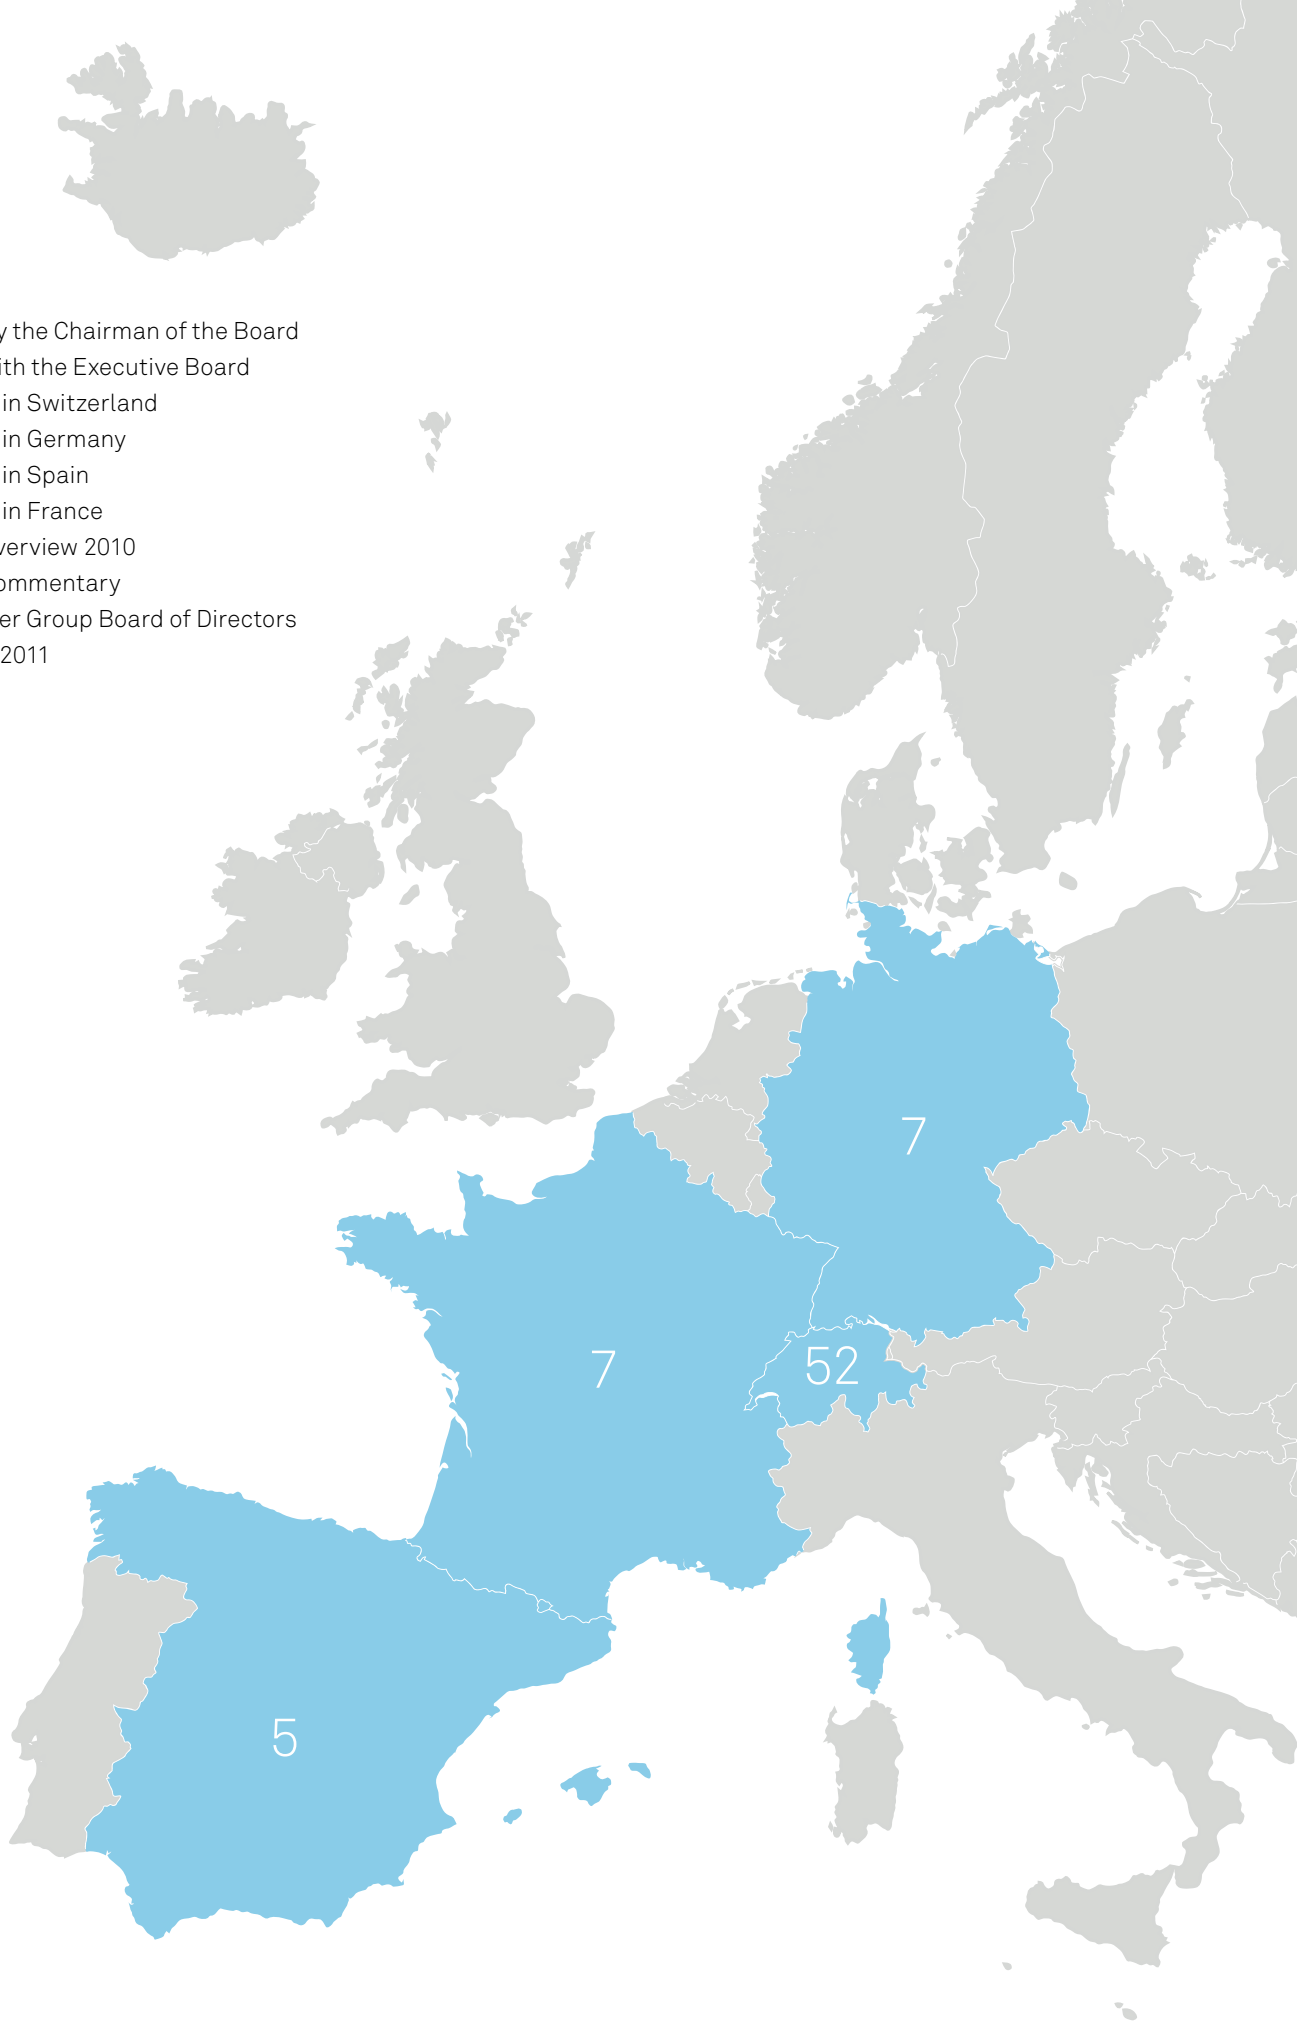 y the Chairman of the Board
ith the Executive Board
in Switzerland
in Germany
in Spain
in France
verview 2010
ommentary
er Group Board of Directors
2011
7
7
52
5